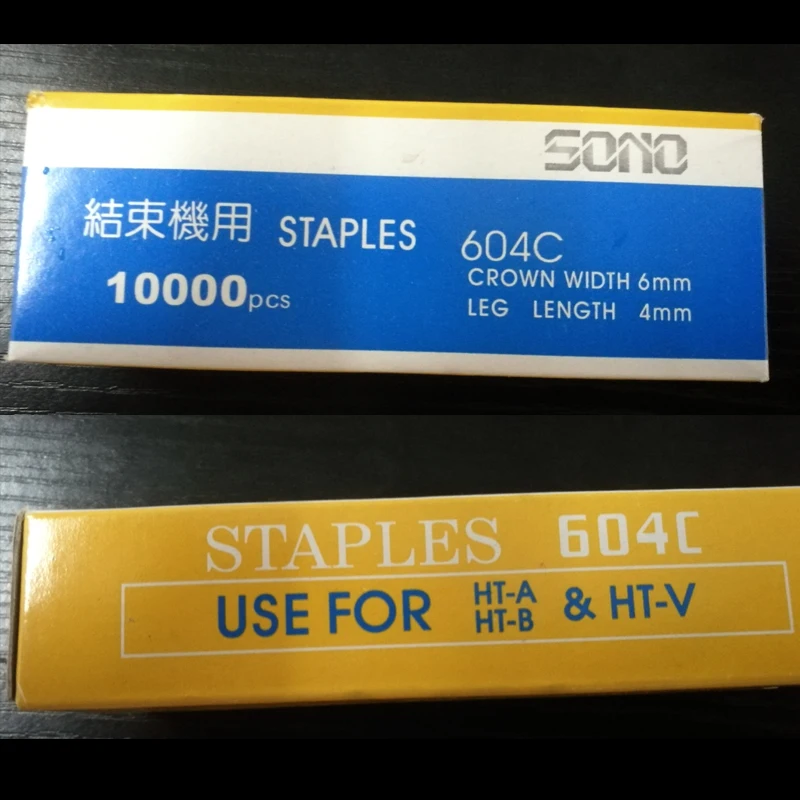 SONO
結束機用 STAPLES 604C
10000pcs CROWN WIDTH 6mm
LEG LENGTH 4mm
STAPLES 604C
USE FOR HT-A & HT-V
HT-B